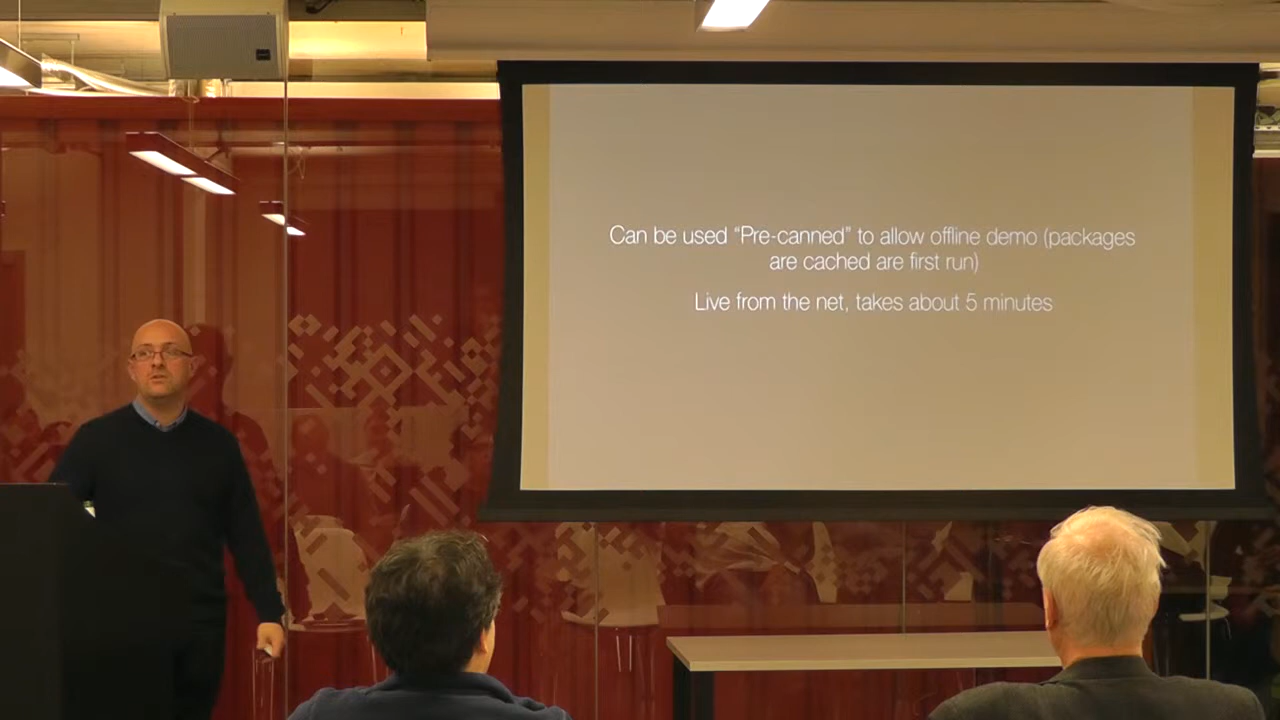 Can be used “Pre-canned” to allow offline demo (packages
are cached are first run)
Live from the net, takes about 5 minutes